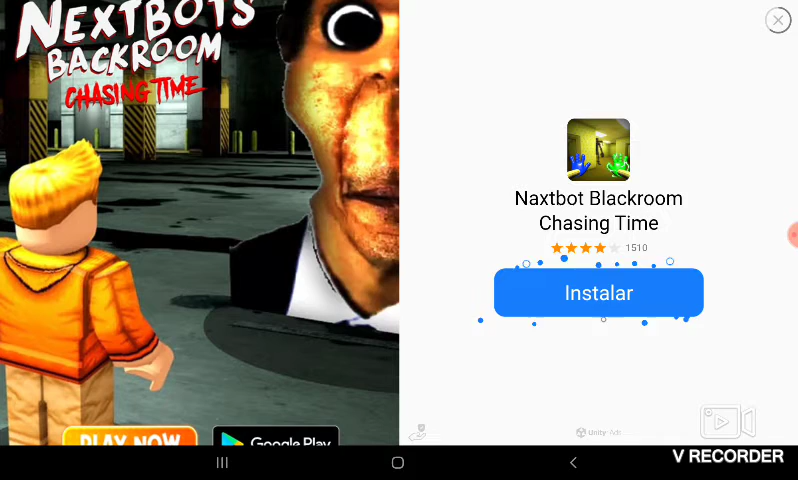 NEXTBOTS
BACKROOM
CHASING TIME
PLAY NOW
Google Play
Naxtbot Blackroom
Chasing Time
1510
Instalar
Unity Ads
V RECORDER